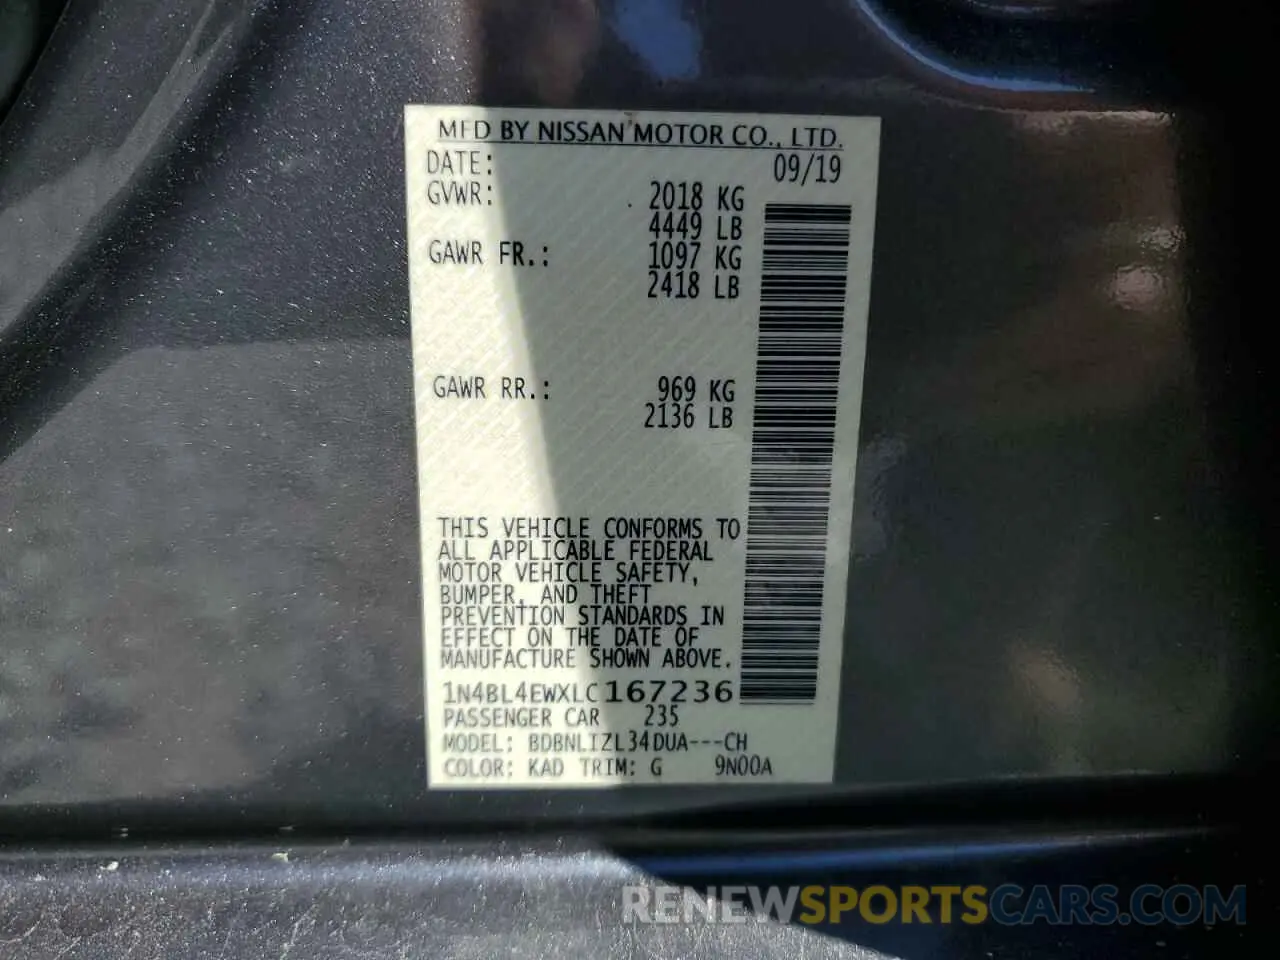 MFD BY NISSAN MOTOR CO., LTD.
DATE: 09/19
GVWR: 2018 KG
4449 LB
GAWR FR.: 1097 KG
2418 LB
GAWR RR.: 969 KG
2136 LB
THIS VEHICLE CONFORMS TO
ALL APPLICABLE FEDERAL
MOTOR VEHICLE SAFETY,
BUMPER, AND THEFT
PREVENTION STANDARDS IN
EFFECT ON THE DATE OF
MANUFACTURE SHOWN ABOVE.
1N4BL4EWXLC167236
PASSENGER CAR 235
MODEL: BDBNLIZL34DUA---CH
COLOR: KAD TRIM: G 9N00A
RENEWSPORTSCARS.COM